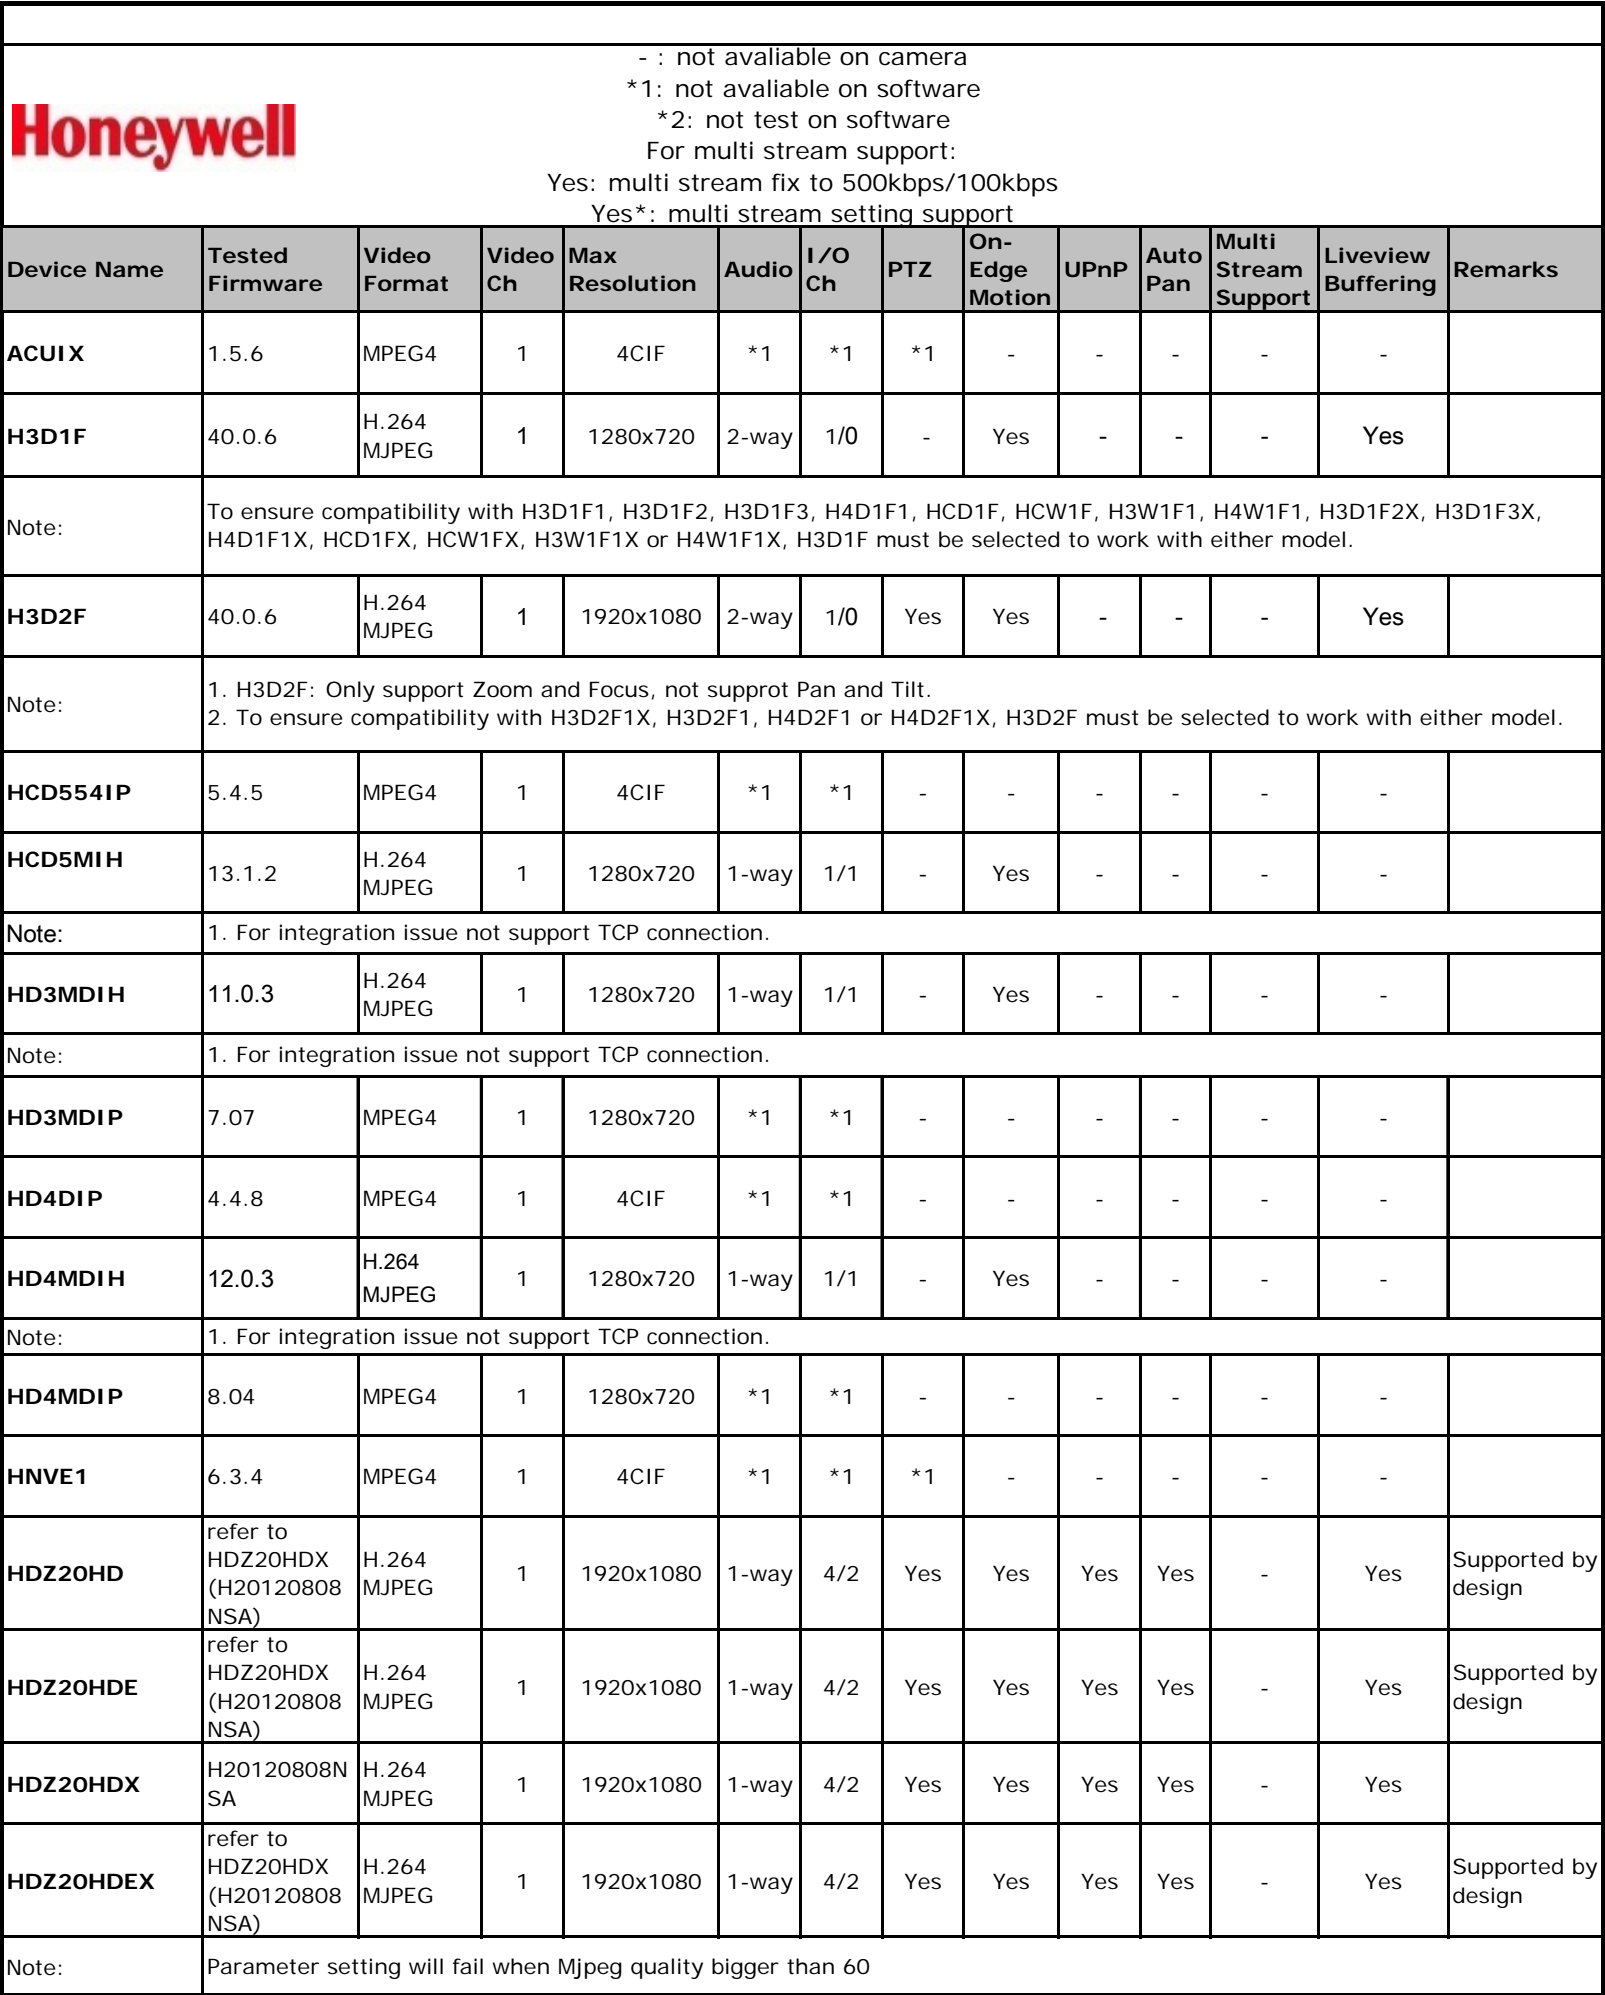 Honeywell
- : not avaliable on camera
*1: not avaliable on software
*2: not test on software
For multi stream support:
Yes: multi stream fix to 500kbps/100kbps
Yes*: multi stream setting support
Device Name Tested Firmware Video Format Video Ch Max Resolution Audio I/O Ch PTZ On-Edge Motion UPnP Auto Pan Multi Stream Support Liveview Buffering Remarks
ACUIX 1.5.6 MPEG4 1 4CIF *1 *1 *1 - - - - -
H3D1F 40.0.6 H.264 MJPEG 1 1280x720 2-way 1/0 - Yes - - - Yes
Note: To ensure compatibility with H3D1F1, H3D1F2, H3D1F3, H4D1F1, HCD1F, HCW1F, H3W1F1, H4W1F1, H3D1F2X, H3D1F3X,
H4D1F1X, HCD1FX, HCW1FX, H3W1F1X or H4W1F1X, H3D1F must be selected to work with either model.
H3D2F 40.0.6 H.264 MJPEG 1 1920x1080 2-way 1/0 Yes Yes - - - Yes
Note: 1. H3D2F: Only support Zoom and Focus, not supprot Pan and Tilt.
2. To ensure compatibility with H3D2F1X, H3D2F1, H4D2F1 or H4D2F1X, H3D2F must be selected to work with either model.
HCD554IP 5.4.5 MPEG4 1 4CIF *1 *1 - - - - - -
HCD5MIH 13.1.2 H.264 MJPEG 1 1280x720 1-way 1/1 - Yes - - - -
Note: 1. For integration issue not support TCP connection.
HD3MDIH 11.0.3 H.264 MJPEG 1 1280x720 1-way 1/1 - Yes - - - -
Note: 1. For integration issue not support TCP connection.
HD3MDIP 7.07 MPEG4 1 1280x720 *1 *1 - - - - - -
HD4DIP 4.4.8 MPEG4 1 4CIF *1 *1 - - - - - -
HD4MDIH 12.0.3 H.264 MJPEG 1 1280x720 1-way 1/1 - Yes - - - -
Note: 1. For integration issue not support TCP connection.
HD4MDIP 8.04 MPEG4 1 1280x720 *1 *1 - - - - - -
HNVE1 6.3.4 MPEG4 1 4CIF *1 *1 *1 - - - - -
HDZ20HD refer to HDZ20HDX (H20120808 NSA) H.264 MJPEG 1 1920x1080 1-way 4/2 Yes Yes Yes Yes - Yes Supported by design
HDZ20HDE refer to HDZ20HDX (H20120808 NSA) H.264 MJPEG 1 1920x1080 1-way 4/2 Yes Yes Yes Yes - Yes Supported by design
HDZ20HDX H20120808N SA H.264 MJPEG 1 1920x1080 1-way 4/2 Yes Yes Yes Yes - Yes
HDZ20HDEX refer to HDZ20HDX (H20120808 NSA) H.264 MJPEG 1 1920x1080 1-way 4/2 Yes Yes Yes Yes - Yes Supported by design
Note: Parameter setting will fail when Mjpeg quality bigger than 60